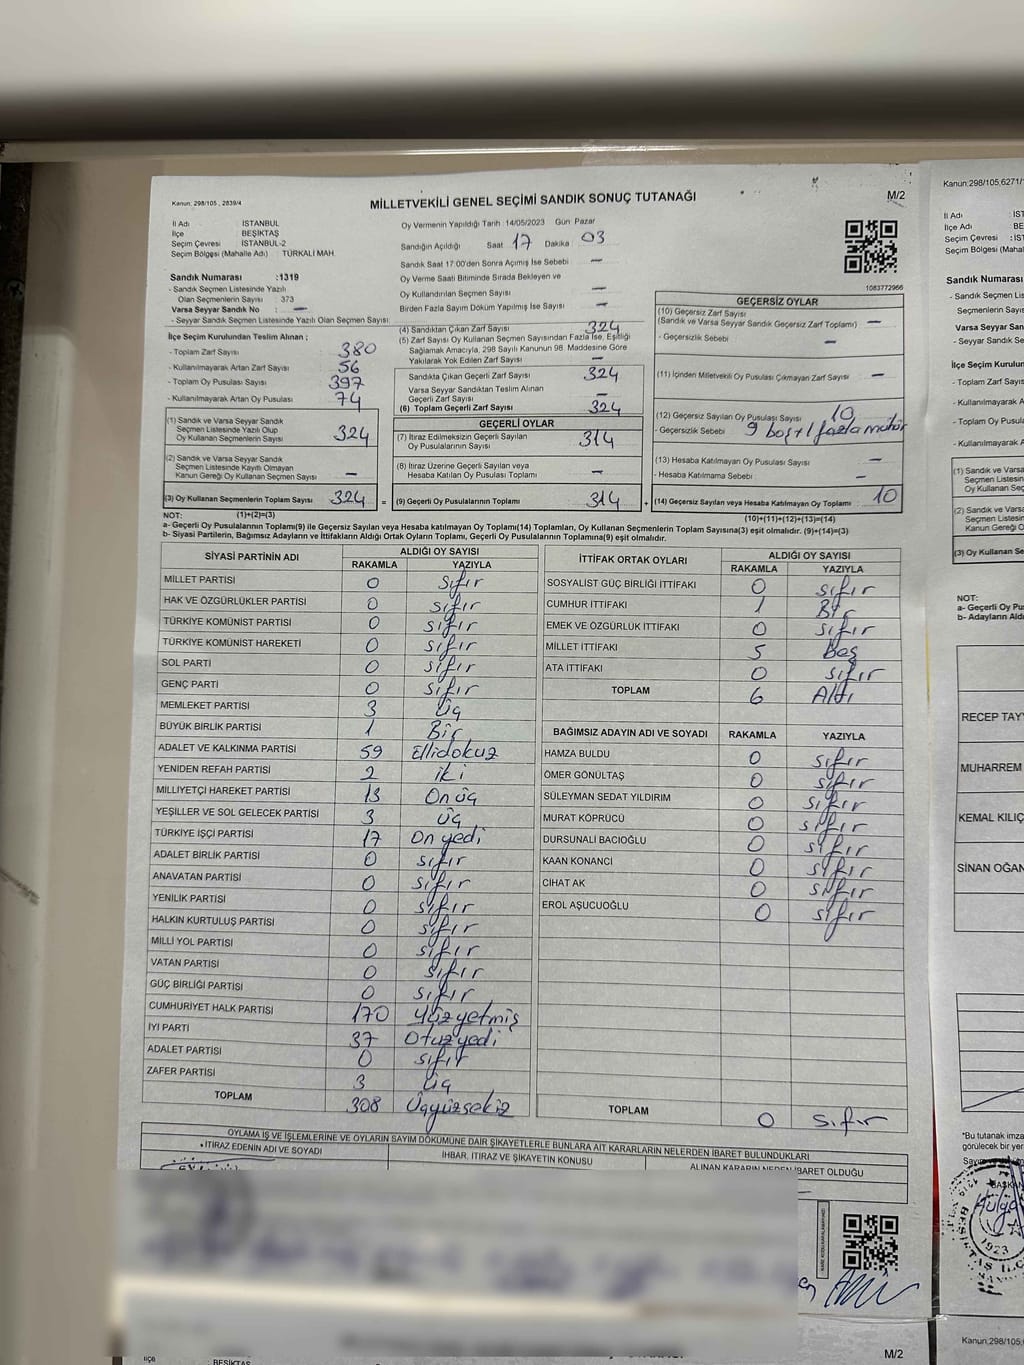 Kanun: 298/105 , 2839/4
MİLLETVEKİLİ GENEL SEÇİMİ SANDIK SONUÇ TUTANAĞI
M/2
İl Adı İSTANBUL
İlçe BEŞİKTAŞ
Seçim Çevresi İSTANBUL-2
Seçim Bölgesi (Mahalle Adı) : TÜRKALİ MAH.
Oy Vermenin Yapıldığı Tarih : 14/05/2023 Gün Pazar
Sandığın Açıldığı Saat 17 Dakika 03
Sandık Saat 17:00'den Sonra Açılmış İse Sebebi —
Oy Verme Saati Bitiminde Sırada Bekleyen ve
Oy Kullandırılan Seçmen Sayısı —
Birden Fazla Sayım Döküm Yapılmış İse Sayısı —
1083772966
Sandık Numarası :1319
- Sandık Seçmen Listesinde Yazılı
Olan Seçmenlerin Sayısı : 373
Varsa Seyyar Sandık No : —
- Seyyar Sandık Seçmen Listesinde Yazılı Olan Seçmen Sayısı:
İlçe Seçim Kurulundan Teslim Alınan ;
- Toplam Zarf Sayısı 380
- Kullanılmayarak Artan Zarf Sayısı 56
- Toplam Oy Pusulası Sayısı 397
- Kullanılmayarak Artan Oy Pusulası 74
(1) Sandık ve Varsa Seyyar Sandık
Seçmen Listesinde Yazılı Olup
Oy Kullanan Seçmenlerin Sayısı 324
(2) Sandık ve Varsa Seyyar Sandık
Seçmen Listesinde Kayıtlı Olmayan
Kanun Gereği Oy Kullanan Seçmen Sayısı —
(3) Oy Kullanan Seçmenlerin Toplam Sayısı 324
(4) Sandıktan Çıkan Zarf Sayısı 324
(5) Zarf Sayısı Oy Kullanan Seçmen Sayısından Fazla İse, Eşitliği
Sağlamak Amacıyla, 298 Sayılı Kanunun 98. Maddesine Göre
Yakılarak Yok Edilen Zarf Sayısı —
Sandıkta Çıkan Geçerli Zarf Sayısı 324
Varsa Seyyar Sandıktan Teslim Alınan
Geçerli Zarf Sayısı —
(6) Toplam Geçerli Zarf Sayısı 324
GEÇERLİ OYLAR
(7) İtiraz Edilmeksizin Geçerli Sayılan
Oy Pusulalarının Sayısı 314
(8) İtiraz Üzerine Geçerli Sayılan veya
Hesaba Katılan Oy Pusulası Toplamı —
= (9) Geçerli Oy Pusulalarının Toplamı 314
GEÇERSİZ OYLAR
(10) Geçersiz Zarf Sayısı
(Sandık ve Varsa Seyyar Sandık Geçersiz Zarf Toplamı) —
- Geçersizlik Sebebi —
(11) İçinden Milletvekili Oy Pusulası Çıkmayan Zarf Sayısı —
(12) Geçersiz Sayılan Oy Pusulası Sayısı 10
- Geçersizlik Sebebi 9 boş+1 fazla mühür
(13) Hesaba Katılmayan Oy Pusulası Sayısı —
- Hesaba Katılmama Sebebi —
+ (14) Geçersiz Sayılan veya Hesaba Katılmayan Oy Toplamı 10
NOT: (1)+(2)=(3)
(10)+(11)+(12)+(13)=(14)
a- Geçerli Oy Pusulalarının Toplamı(9) ile Geçersiz Sayılan veya Hesaba katılmayan Oy Toplamı(14) Toplamları, Oy Kullanan Seçmenlerin Toplam Sayısına(3) eşit olmalıdır. (9)+(14)=(3)
b- Siyasi Partilerin, Bağımsız Adayların ve İttifakların Aldığı Ortak Oyların Toplamı, Geçerli Oy Pusulalarının Toplamına(9) eşit olmalıdır.
SİYASİ PARTİNİN ADI ALDIĞI OY SAYISI
RAKAMLA YAZIYLA
MİLLET PARTİSİ 0 sıfır
HAK VE ÖZGÜRLÜKLER PARTİSİ 0 sıfır
TÜRKİYE KOMÜNİST PARTİSİ 0 sıfır
TÜRKİYE KOMÜNİST HAREKETİ 0 sıfır
SOL PARTİ 0 sıfır
GENÇ PARTİ 0 sıfır
MEMLEKET PARTİSİ 3 Üç
BÜYÜK BİRLİK PARTİSİ 1 Bir
ADALET VE KALKINMA PARTİSİ 59 Ellidokuz
YENİDEN REFAH PARTİSİ 2 iki
MİLLİYETÇİ HAREKET PARTİSİ 13 Onüç
YEŞİLLER VE SOL GELECEK PARTİSİ 3 Üç
TÜRKİYE İŞÇİ PARTİSİ 17 Onyedi
ADALET BİRLİK PARTİSİ 0 sıfır
ANAVATAN PARTİSİ 0 sıfır
YENİLİK PARTİSİ 0 sıfır
HALKIN KURTULUŞ PARTİSİ 0 sıfır
MİLLİ YOL PARTİSİ 0 sıfır
VATAN PARTİSİ 0 sıfır
GÜÇ BİRLİĞİ PARTİSİ 0 sıfır
CUMHURİYET HALK PARTİSİ 170 Yüzyetmiş
İYİ PARTİ 37 Otuzyedi
ADALET PARTİSİ 0 sıfır
ZAFER PARTİSİ 3 Üç
TOPLAM 308 Üçyüzsekiz
İTTİFAK ORTAK OYLARI ALDIĞI OY SAYISI
RAKAMLA YAZIYLA
SOSYALİST GÜÇ BİRLİĞİ İTTİFAKI 0 sıfır
CUMHUR İTTİFAKI 1 Bir
EMEK VE ÖZGÜRLÜK İTTİFAKI 0 sıfır
MİLLET İTTİFAKI 5 Beş
ATA İTTİFAKI 0 sıfır
TOPLAM 6 Altı
BAĞIMSIZ ADAYIN ADI VE SOYADI RAKAMLA YAZIYLA
HAMZA BULDU 0 sıfır
ÖMER GÖNÜLTAŞ 0 sıfır
SÜLEYMAN SEDAT YILDIRIM 0 sıfır
MURAT KÖPRÜCÜ 0 sıfır
DURSUNALİ BACIOĞLU 0 sıfır
KAAN KONANCİ 0 sıfır
CİHAT AK 0 sıfır
EROL AŞUCUOĞLU 0 sıfır
TOPLAM 0 sıfır
OYLAMA İŞ VE İŞLEMLERİNE VE OYLARIN SAYIM DÖKÜMÜNE DAİR ŞİKAYETLERLE BUNLARA AİT KARARLARIN NELERDEN İBARET BULUNDUKLARI
İTİRAZ EDENİN ADI VE SOYADI İHBAR, İTİRAZ VE ŞİKAYETİN KONUSU ALINAN KARARIN NEDEN İBARET OLDUĞU
İlçe : BEŞİKTAŞ
M/2
Kanun:298/105,6271/
İl Adı : İST
İlçe Adı : BE
Seçim Çevresi : İS
Seçim Bölgesi (Mahal
Sandık Numarası
- Sandık Seçmen Lis
Seçmenlerin Sayıs
Varsa Seyyar Sandı
- Seyyar Sandık Se
İlçe Seçim Kurulun
- Toplam Zarf Sayıs
- Kullanılmayarak A
- Toplam Oy Pusul
- Kullanılmayarak
(1) Sandık ve Vars
Seçmen Listesin
Oy Kullanan Seç
(2) Sandık ve Varsa
Seçmen Listesin
Kanun Gereği O
(3) Oy Kullanan Se
NOT:
a- Geçerli Oy Pu
b- Adayların Ald
RECEP TAY
MUHARREM
KEMAL KILIÇ
SİNAN OĞAN
*Bu tutanak imza
görülecek bir yer
BAŞKAN
1923
Kanun: 298/105,